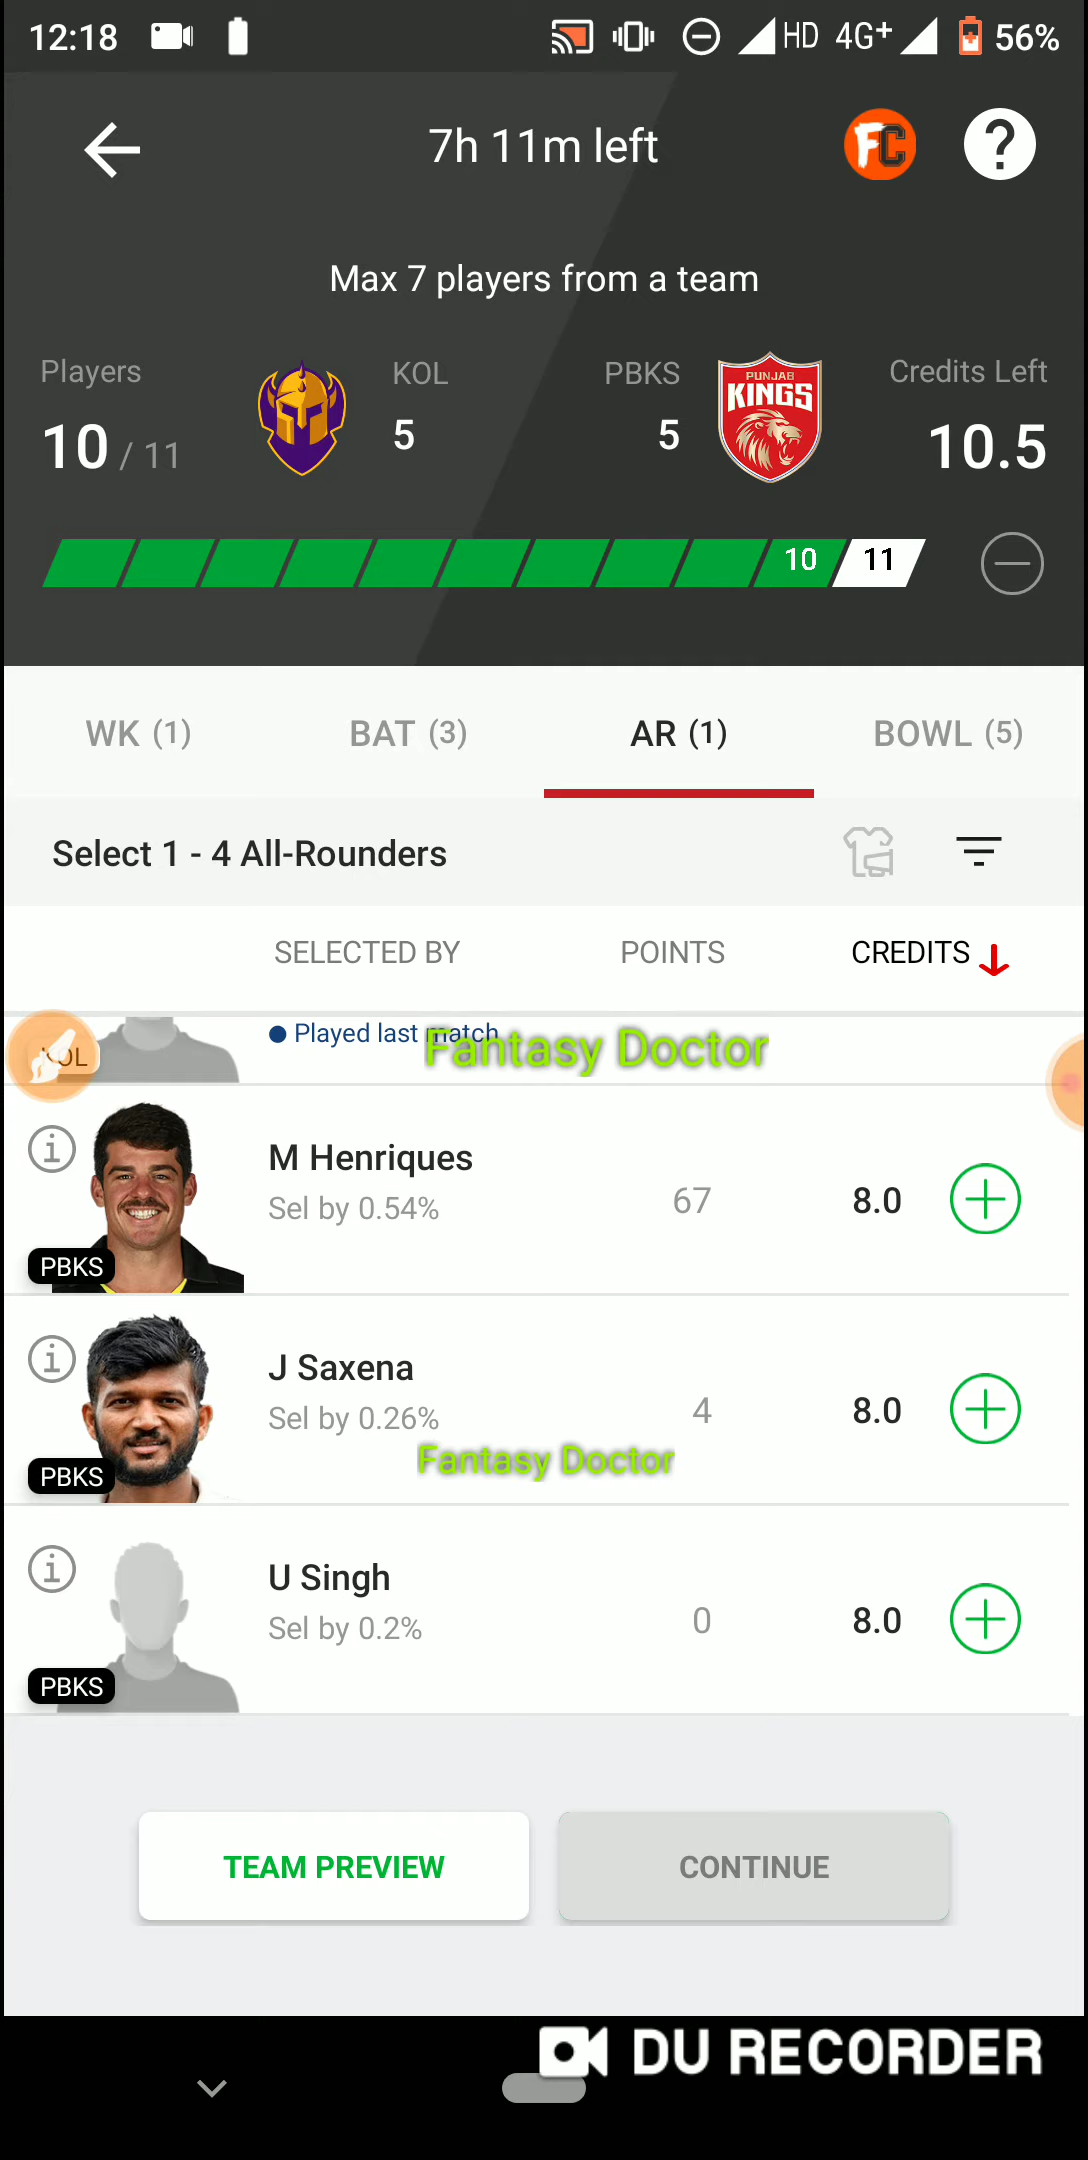 12:18 HD 4G+ 56%
7h 11m left FC ?
Max 7 players from a team
Players KOL PBKS PUNJAB KINGS Credits Left
10 / 11 5 5 10.5
10 11
WK (1) BAT (3) AR (1) BOWL (5)
Select 1 - 4 All-Rounders
SELECTED BY POINTS CREDITS
KOL Played last match
Fantasy Doctor
M Henriques
Sel by 0.54% 67 8.0
PBKS
J Saxena
Sel by 0.26% 4 8.0
Fantasy Doctor
PBKS
U Singh
Sel by 0.2% 0 8.0
PBKS
TEAM PREVIEW CONTINUE
DU RECORDER